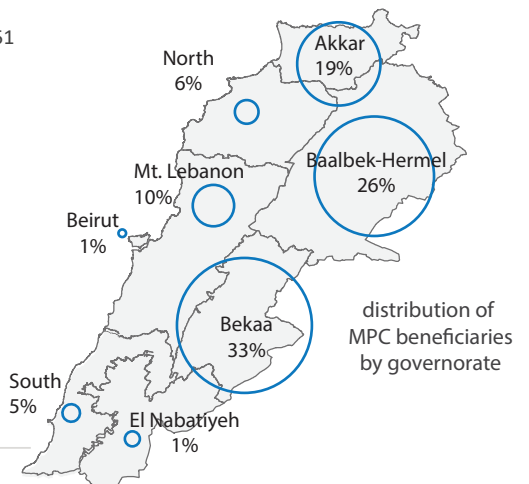 51
Akkar
19%
North
6%
Baalbek-Hermel
26%
Mt. Lebanon
10%
Beirut
1%
Bekaa
33%
distribution of
MPC beneficiaries
by governorate
South
5%
El Nabatiyeh
1%